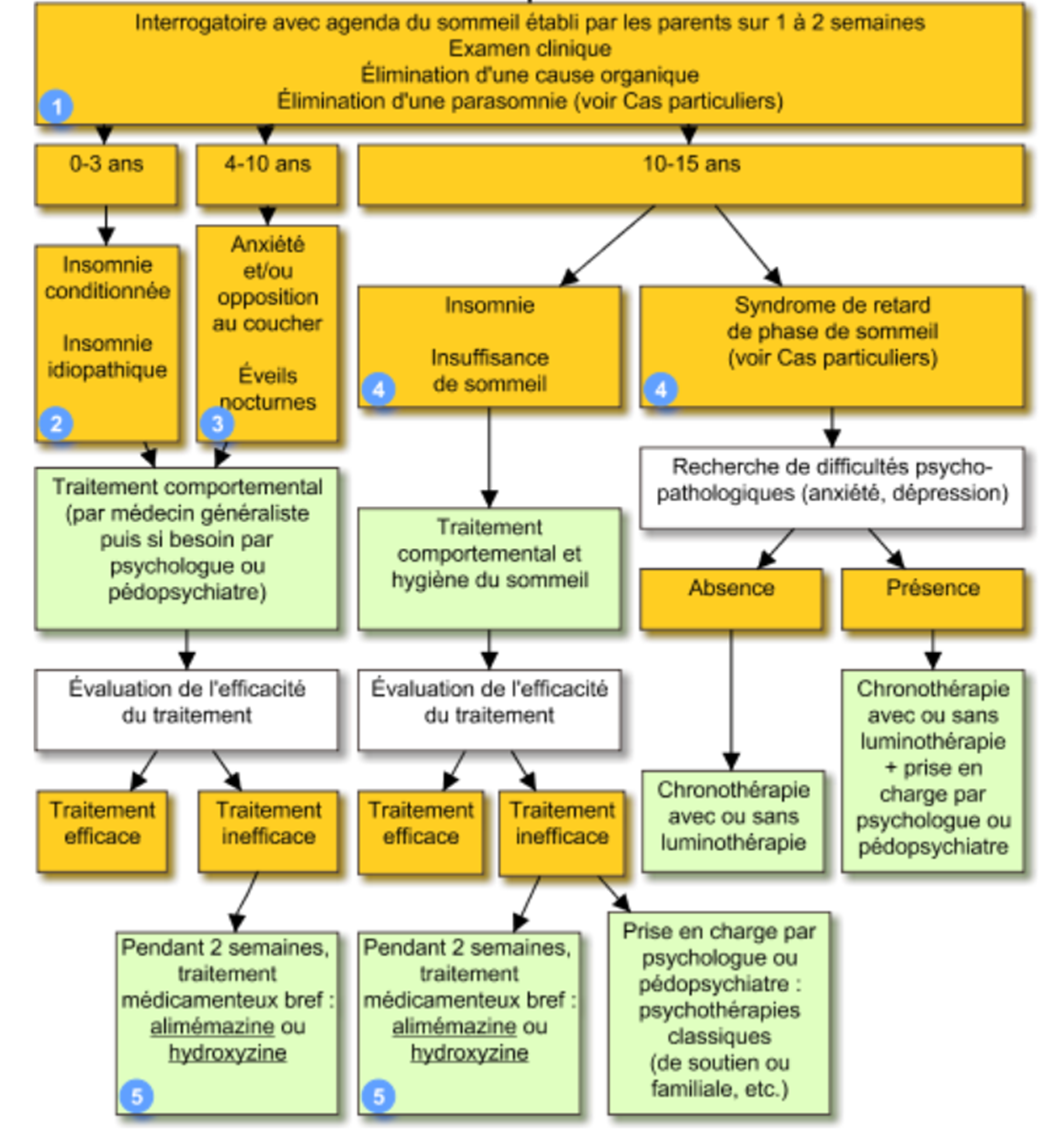 Interrogatoire avec agenda du sommeil établi par les parents sur 1 à 2 semaines
Examen clinique
Élimination d'une cause organique
Élimination d'une parasomnie (voir Cas particuliers)
1
0-3 ans
4-10 ans
10-15 ans
Insomnie
conditionnée
Insomnie
idiopathique
2
Anxiété
et/ou
opposition
au coucher
Éveils
nocturnes
3
Insomnie
Insuffisance
de sommeil
4
Syndrome de retard
de phase de sommeil
(voir Cas particuliers)
4
Traitement comportemental
(par médecin généraliste
puis si besoin par
psychologue ou
pédopsychiatre)
Traitement
comportemental et
hygiène du sommeil
Recherche de difficultés psycho-
pathologiques (anxiété, dépression)
Absence
Présence
Évaluation de l'efficacité
du traitement
Évaluation de l'efficacité
du traitement
Chronothérapie
avec ou sans
luminothérapie
Chronothérapie
avec ou sans
luminothérapie
+ prise en
charge par
psychologue ou
pédopsychiatre
Traitement
efficace
Traitement
inefficace
Traitement
efficace
Traitement
inefficace
Pendant 2 semaines,
traitement
médicamenteux bref :
alimémazine ou
hydroxyzine
5
Pendant 2 semaines,
traitement
médicamenteux bref :
alimémazine ou
hydroxyzine
5
Prise en charge par
psychologue ou
pédopsychiatre :
psychothérapies
classiques
(de soutien ou
familiale, etc.)